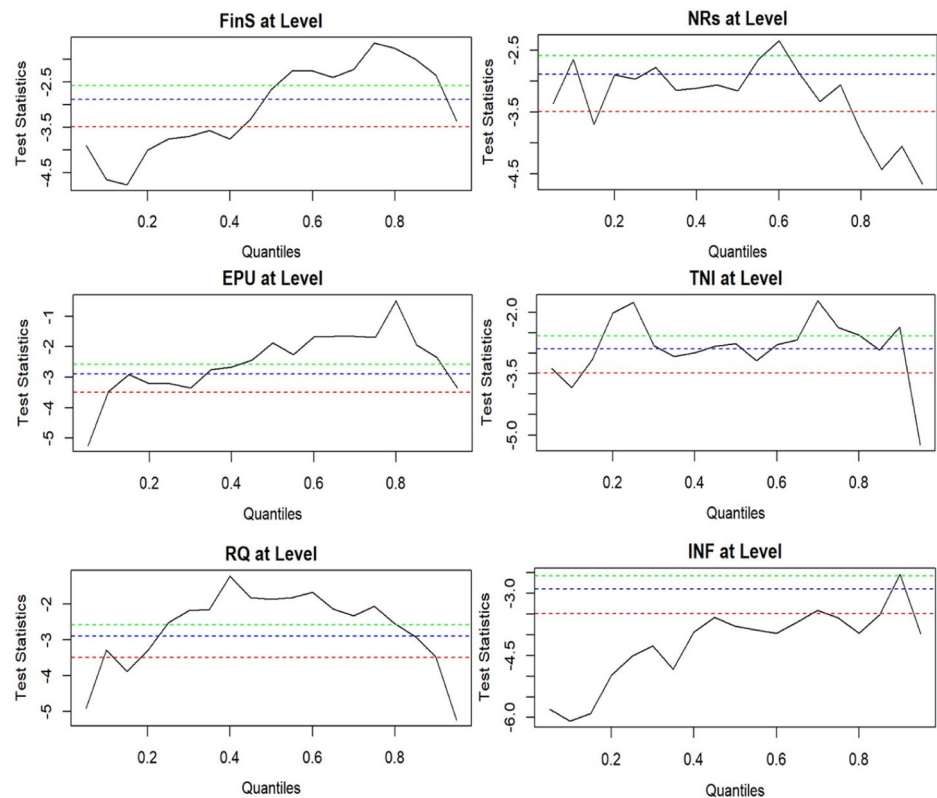 FinS at Level
Test Statistics
-2.5
-3.5
-4.5
0.2 0.4 0.6 0.8
Quantiles
NRs at Level
Test Statistics
-2.5
-3.5
-4.5
0.2 0.4 0.6 0.8
Quantiles
EPU at Level
Test Statistics
-1
-3
-5
0.2 0.4 0.6 0.8
Quantiles
TNI at Level
Test Statistics
-2.0
-3.5
-5.0
0.2 0.4 0.6 0.8
Quantiles
RQ at Level
Test Statistics
-2
-5
0.2 0.4 0.6 0.8
Quantiles
INF at Level
Test Statistics
-3.0
-4.5
-6.0
0.2 0.4 0.6 0.8
Quantiles